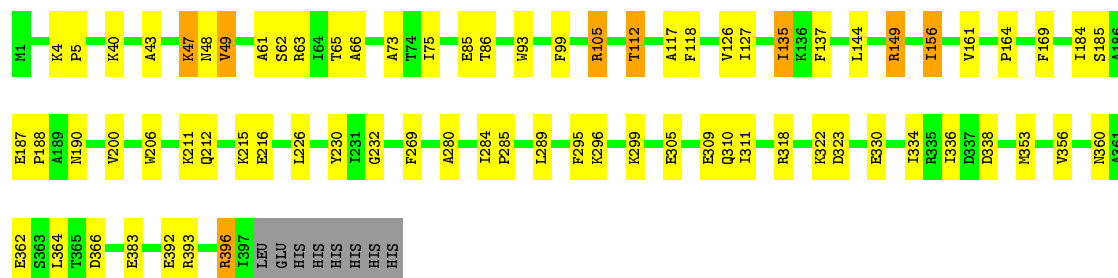 M1 K4 P5 K40 A43 K47 N48 V49 A61 S62 R63 I64 T65 A66 A73 T74 I75 E85 T86 W93 F99 R105 T112 A117 F118 V126 I127 I135 K136 F137 L144 R149 I156 V161 P164 F169 I184 S185 A186
E187 P188 A189 N190 V200 W206 K211 Q212 K215 E216 L226 Y230 I231 G232 F269 A280 I284 P285 L289 F295 K296 K299 E305 E309 Q310 I311 R318 K322 D323 E330 I334 R335 I336 D337 D338 M353 V356 N360 A361
E362 S363 L364 T365 D366 E383 E392 R393 R396 I397 LEU GLU HIS HIS HIS HIS HIS HIS